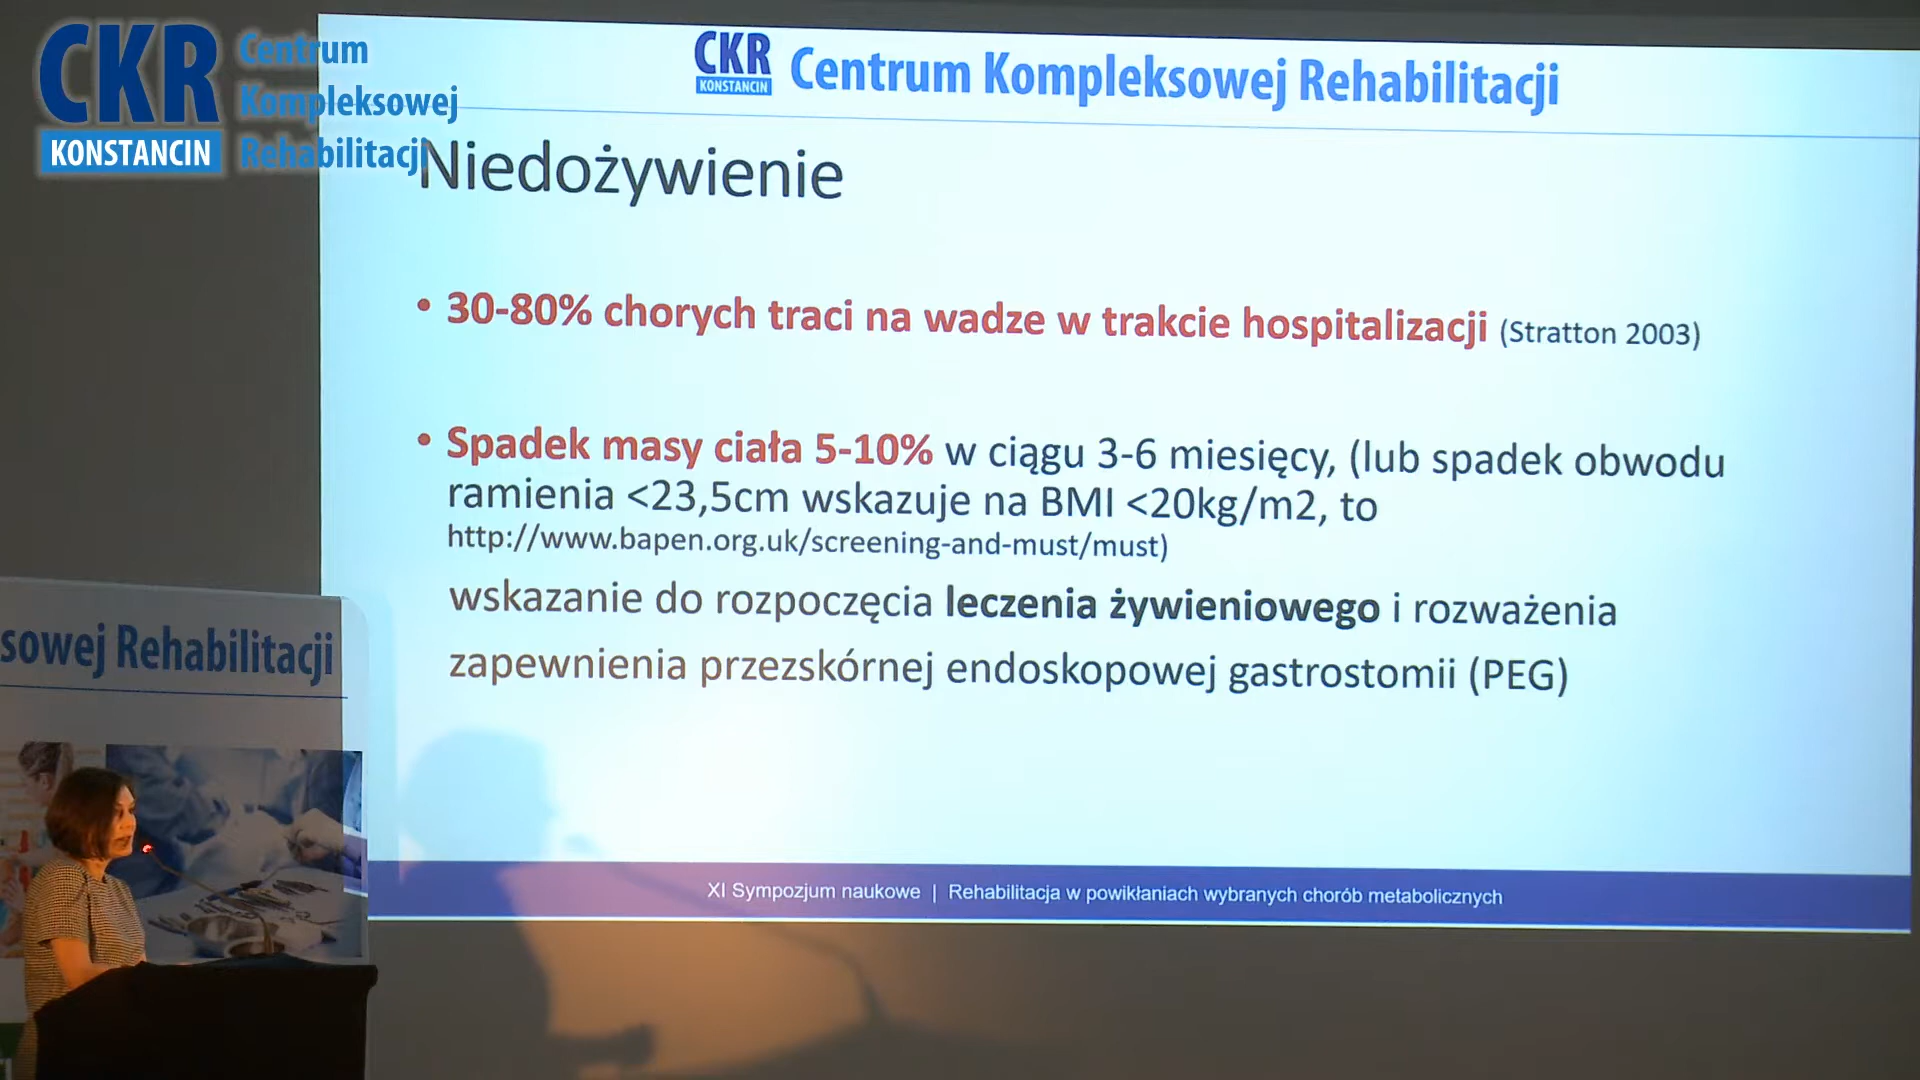 CKR
KONSTANCIN
Centrum
Kompleksowej
Rehabilitacji
CKR
KONSTANCIN
Centrum Kompleksowej Rehabilitacji
Niedożywienie
• 30-80% chorych traci na wadze w trakcie hospitalizacji (Stratton 2003)
• Spadek masy ciała 5-10% w ciągu 3-6 miesięcy, (lub spadek obwodu
ramienia <23,5cm wskazuje na BMI <20kg/m2, to
http://www.bapen.org.uk/screening-and-must/must)
wskazanie do rozpoczęcia leczenia żywieniowego i rozważenia
zapewnienia przezskórnej endoskopowej gastrostomii (PEG)
sowej Rehabilitacji
XI Sympozjum naukowe | Rehabilitacja w powikłaniach wybranych chorób metabolicznych